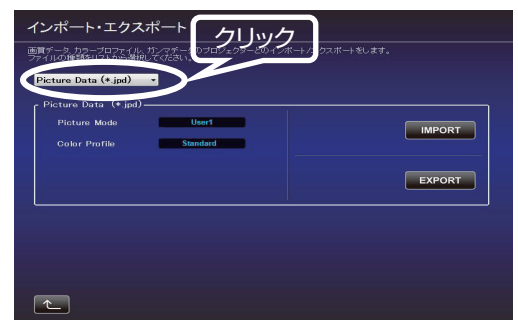 インポート・エクスポート
クリック
画質データ、カラープロファイル、ガンマデータのプロジェクターとのインポート/エクスポートをします。
ファイルの種類をリストから選択してください。
Picture Data (*.jpd)
Picture Data (*.jpd)
Picture Mode User1
IMPORT
Color Profile Standard
EXPORT